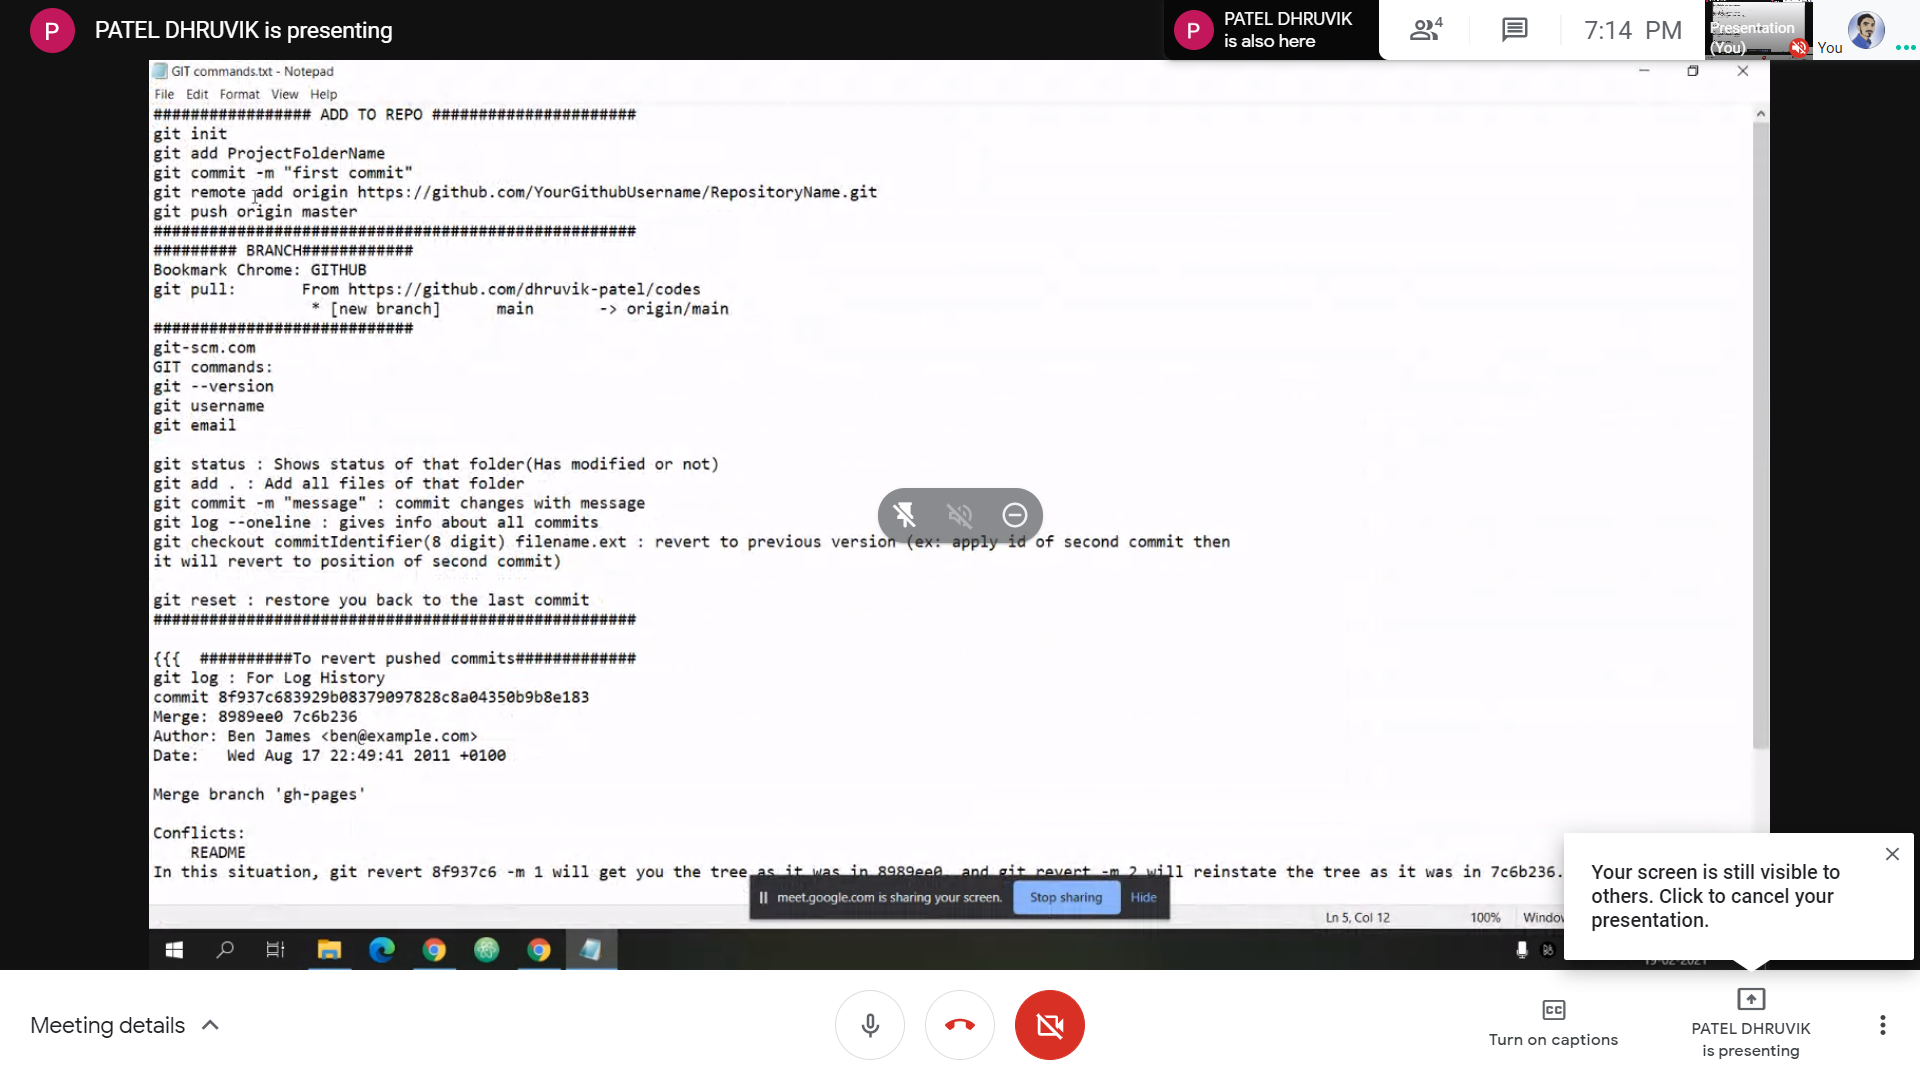 P PATEL DHRUVIK is presenting
P PATEL DHRUVIK
is also here
4
7:14 PM
Presentation
(You)
You
GIT commands.txt - Notepad
File Edit Format View Help
################# ADD TO REPO ######################
git init
git add ProjectFolderName
git commit -m "first commit"
git remote add origin https://github.com/YourGithubUsername/RepositoryName.git
git push origin master
####################################################
######### BRANCH############
Bookmark Chrome: GITHUB
git pull: From https://github.com/dhruvik-patel/codes
* [new branch] main -> origin/main
############################
git-scm.com
GIT commands:
git --version
git username
git email
git status : Shows status of that folder(Has modified or not)
git add . : Add all files of that folder
git commit -m "message" : commit changes with message
git log --oneline : gives info about all commits
git checkout commitIdentifier(8 digit) filename.ext : revert to previous version (ex: apply id of second commit then
it will revert to position of second commit)
git reset : restore you back to the last commit
####################################################
{{{ ##########To revert pushed commits#############
git log : For Log History
commit 8f937c683929b08379097828c8a04350b9b8e183
Merge: 8989ee0 7c6b236
Author: Ben James <ben@example.com>
Date: Wed Aug 17 22:49:41 2011 +0100
Merge branch 'gh-pages'
Conflicts:
README
In this situation, git revert 8f937c6 -m 1 will get you the tree as it was in 8989ee0, and git revert -m 2 will reinstate the tree as it was in 7c6b236.
meet.google.com is sharing your screen. Stop sharing Hide
Ln 5, Col 12 100%
Your screen is still visible to
others. Click to cancel your
presentation.
19-02-2021
Meeting details
CC
Turn on captions
PATEL DHRUVIK
is presenting